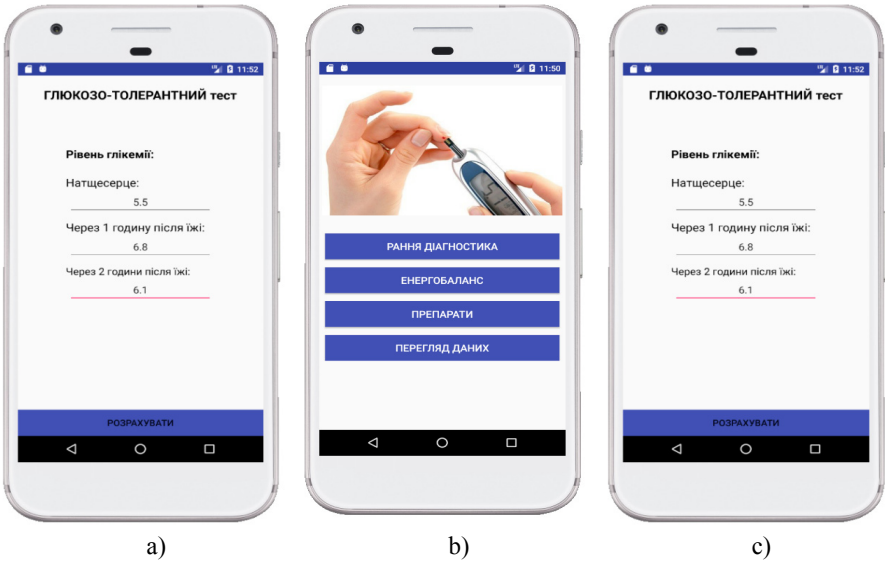 11:52
ГЛЮКОЗО-ТОЛЕРАНТНИЙ тест
Рівень глікемії:
Натщесерце:
5.5
Через 1 годину після їжі:
6.8
Через 2 години після їжі:
6.1
РОЗРАХУВАТИ
a)
11:50
РАННЯ ДІАГНОСТИКА
ЕНЕРГОБАЛАНС
ПРЕПАРАТИ
ПЕРЕГЛЯД ДАНИХ
b)
11:52
ГЛЮКОЗО-ТОЛЕРАНТНИЙ тест
Рівень глікемії:
Натщесерце:
5.5
Через 1 годину після їжі:
6.8
Через 2 години після їжі:
6.1
РОЗРАХУВАТИ
c)